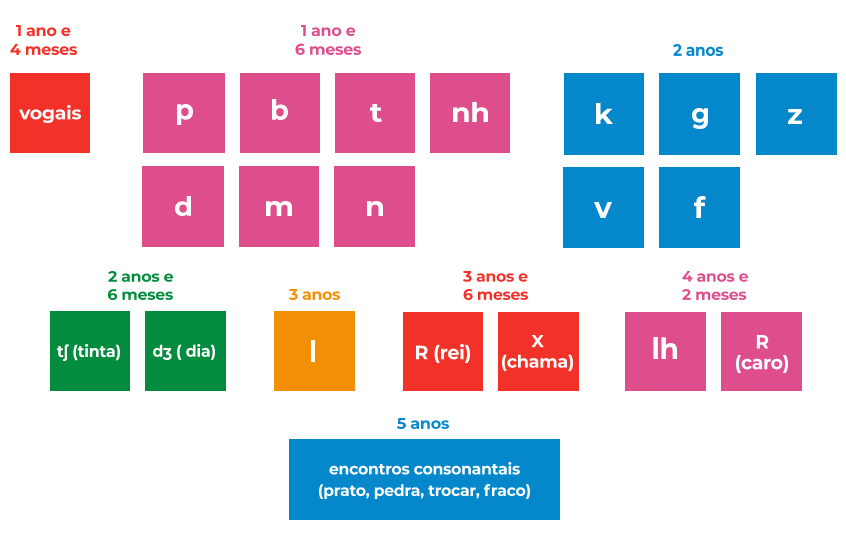 1 ano e
4 meses
vogais
1 ano e
6 meses
p b t nh
d m n
2 anos
k g z
v f
2 anos e
6 meses
tʃ (tinta) dʒ ( dia)
3 anos
l
3 anos e
6 meses
R (rei)
X
(chama)
4 anos e
2 meses
lh
R
(caro)
5 anos
encontros consonantais
(prato, pedra, trocar, fraco)